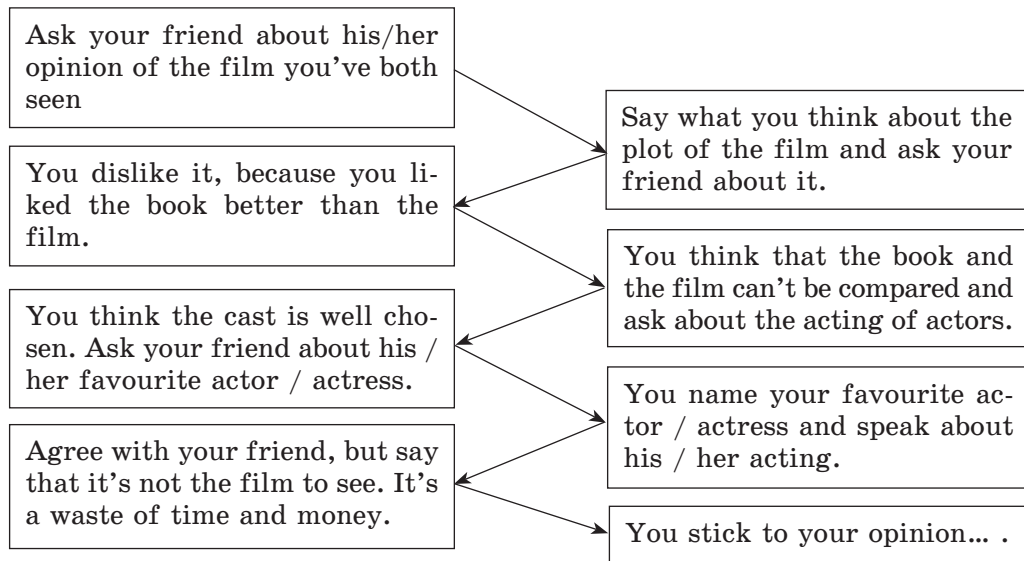 Ask your friend about his/her
opinion of the film you've both
seen
Say what you think about the
plot of the film and ask your
friend about it.
You dislike it, because you li-
ked the book better than the
film.
You think that the book and
the film can't be compared and
ask about the acting of actors.
You think the cast is well cho-
sen. Ask your friend about his /
her favourite actor / actress.
You name your favourite ac-
tor / actress and speak about
his / her acting.
Agree with your friend, but say
that it's not the film to see. It's
a waste of time and money.
You stick to your opinion... .